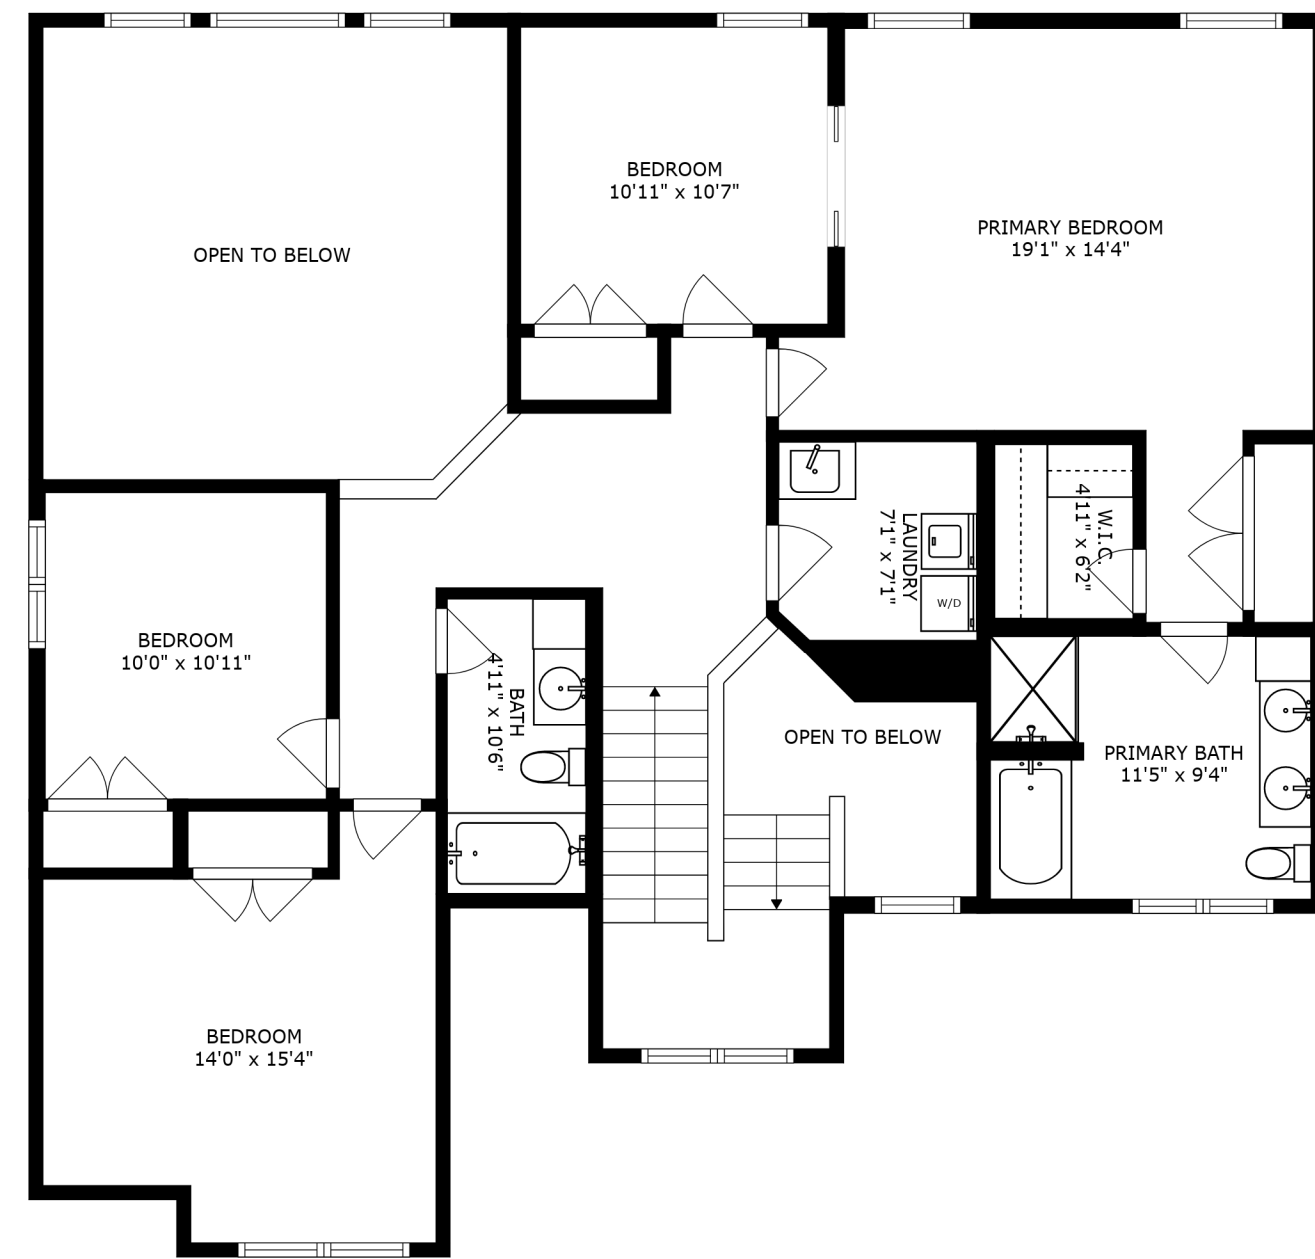 BEDROOM
10'11" x 10'7"
PRIMARY BEDROOM
19'1" x 14'4"
OPEN TO BELOW
LAUNDRY
7'1" x 7'1"
W/D
W.I.C.
4'11" x 6'2"
BEDROOM
10'0" x 10'11"
BATH
4'11" x 10'6"
OPEN TO BELOW
PRIMARY BATH
11'5" x 9'4"
BEDROOM
14'0" x 15'4"